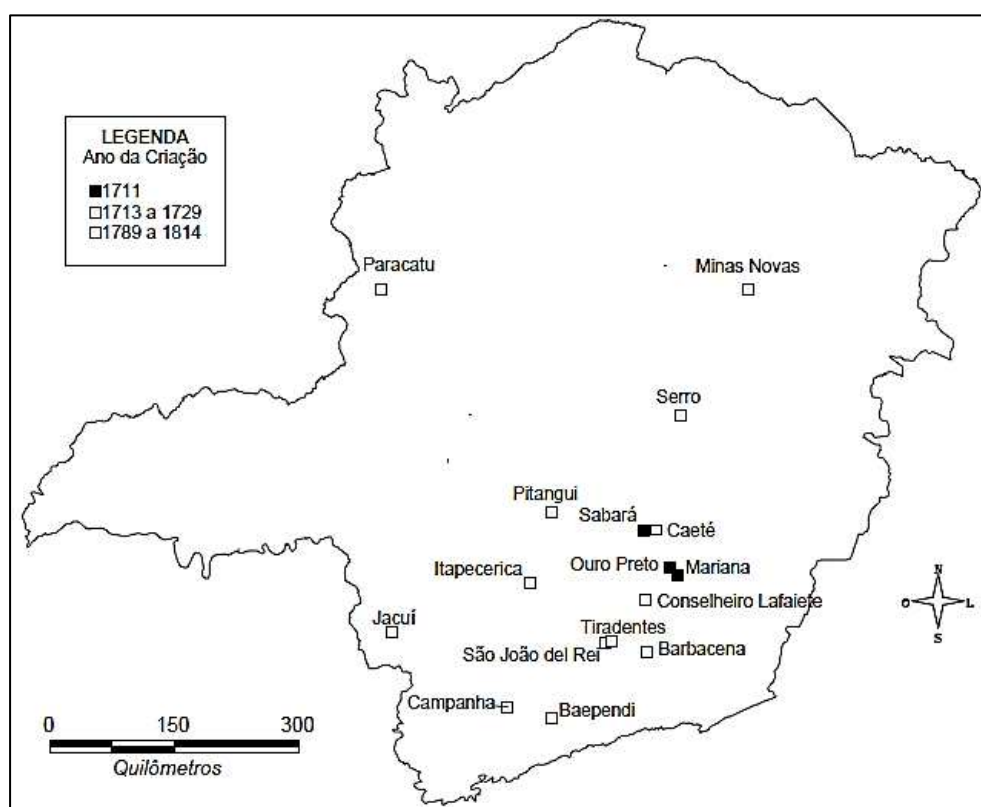 LEGENDA
Ano da Criação
1711
1713 a 1729
1789 a 1814
Paracatu
Minas Novas
Serro
Pitangui
Sabará
Caeté
Ouro Preto
Mariana
Itapecerica
Conselheiro Lafaiete
Jacuí
Tiradentes
São João del Rei
Barbacena
Campanha
Baependi
N
O
L
S
0 150 300
Quilômetros